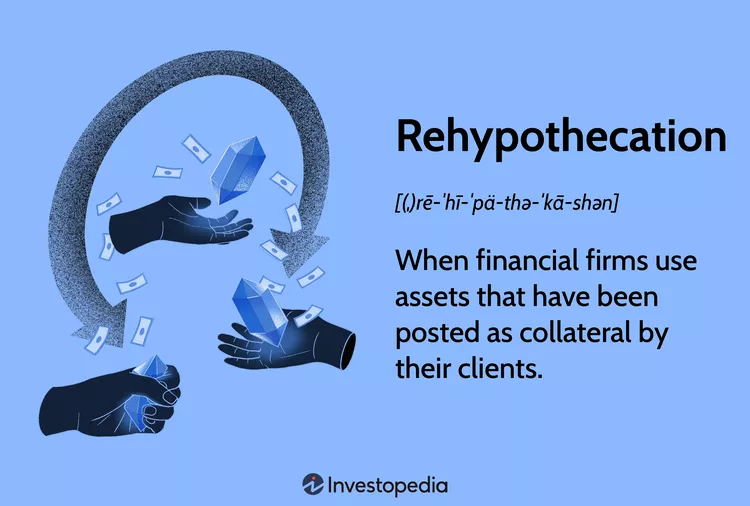 Rehypothecation
[(,)rē-ˈhī-ˈpä-thə-ˈkā-shən]
When financial firms use
assets that have been
posted as collateral by
their clients.
Investopedia